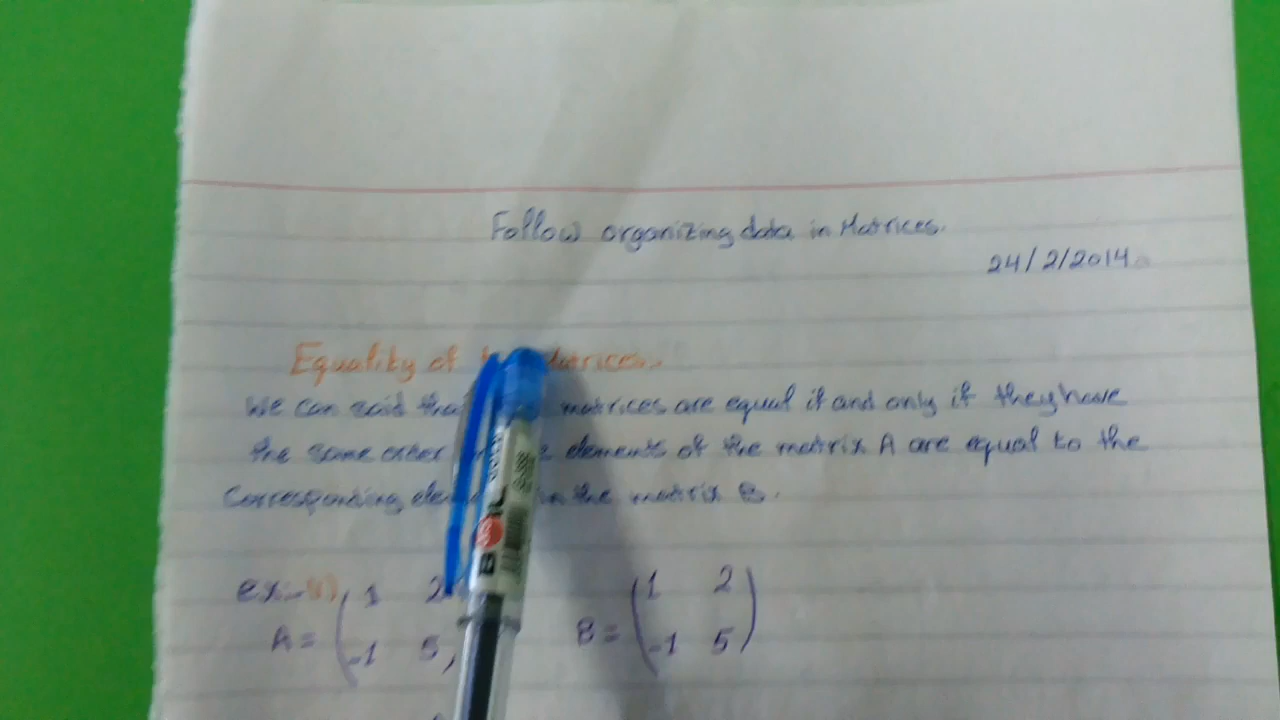 Follow organizing data in Matrices.
24/2/2014
Equality of Matrices.
We can said that matrices are equal if and only if they have
the same order elements of the matrix A are equal to the
Corresponding in the matrix B.
ex:-(1)
A = ( 1 2
-1 5 ,
B = ( 1 2
-1 5 )